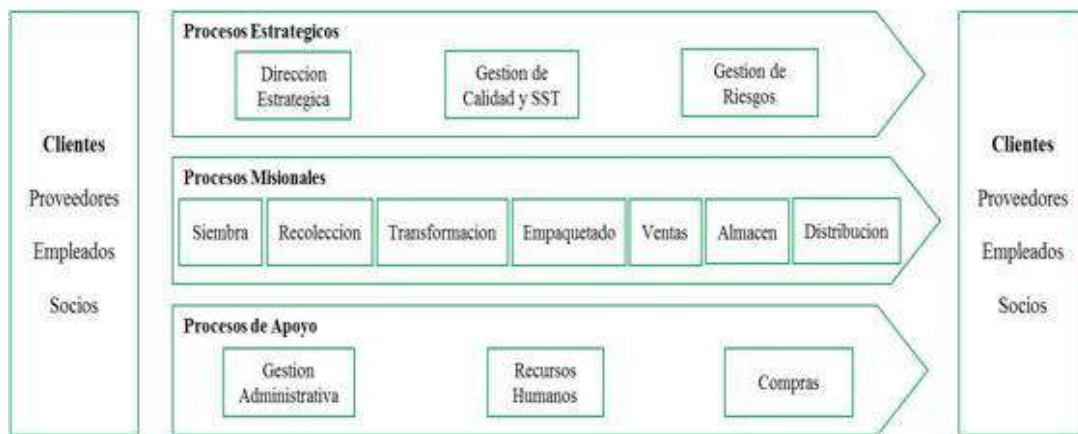 Clientes
Proveedores
Empleados
Socios
Procesos Estrategicos
Direccion
Estrategica
Gestion de
Calidad y SST
Gestion de
Riesgos
Procesos Misionales
Siembra
Recoleccion
Transformacion
Empaquetado
Ventas
Almacen
Distribucion
Procesos de Apoyo
Gestion
Administrativa
Recursos
Humanos
Compras
Clientes
Proveedores
Empleados
Socios